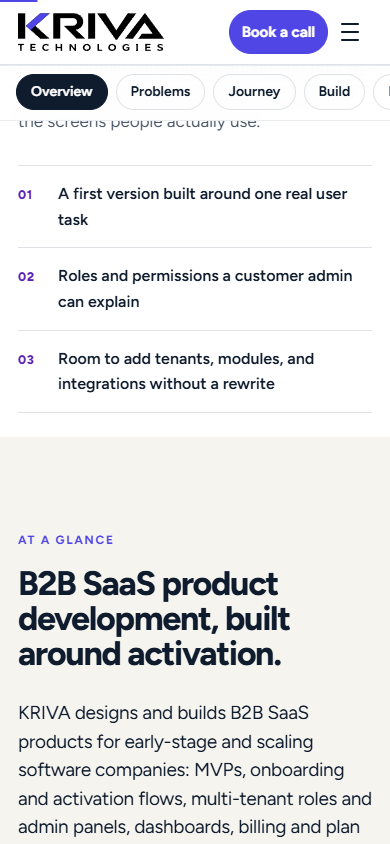 KRIVA
TECHNOLOGIES
Book a call
Overview
Problems
Journey
Build
the screens people actually use.
01
A first version built around one real user
task
02
Roles and permissions a customer admin
can explain
03
Room to add tenants, modules, and
integrations without a rewrite
AT A GLANCE
B2B SaaS product
development, built
around activation.
KRIVA designs and builds B2B SaaS
products for early-stage and scaling
software companies: MVPs, onboarding
and activation flows, multi-tenant roles and
admin panels, dashboards, billing and plan